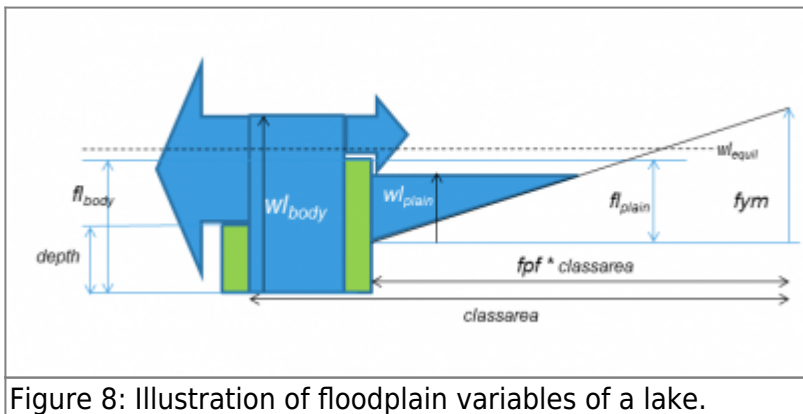 wl_equil
fl_body
wl_body
wl_plain
fl_plain
fym
depth
fpf * classarea
classarea
Figure 8: Illustration of floodplain variables of a lake.